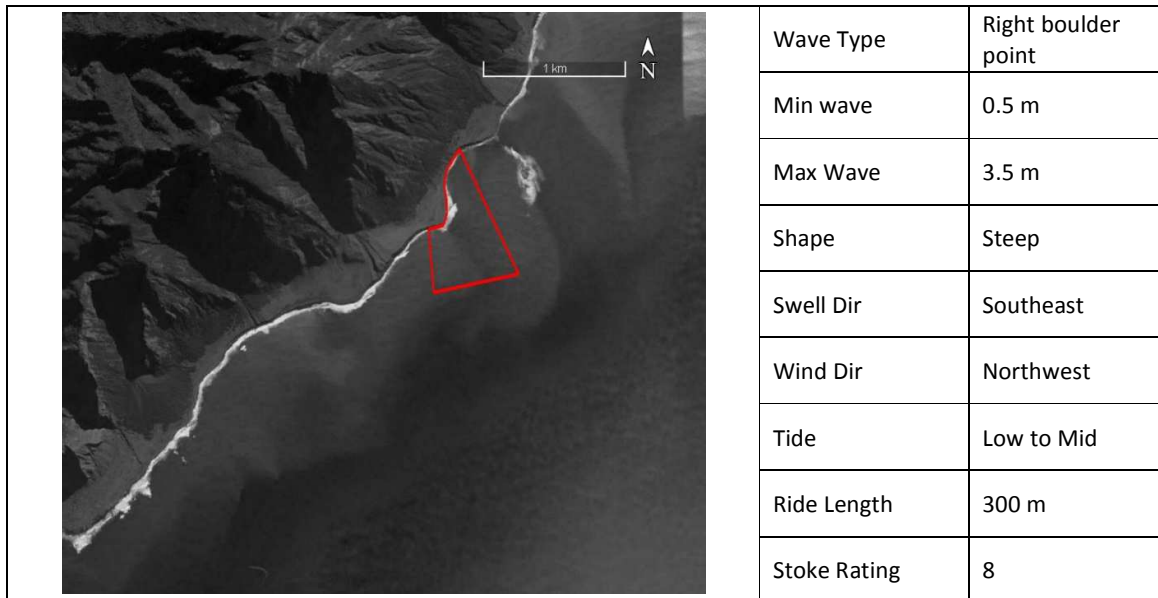 1 km
N
Wave Type
Right boulder
point
Min wave
0.5 m
Max Wave
3.5 m
Shape
Steep
Swell Dir
Southeast
Wind Dir
Northwest
Tide
Low to Mid
Ride Length
300 m
Stoke Rating
8